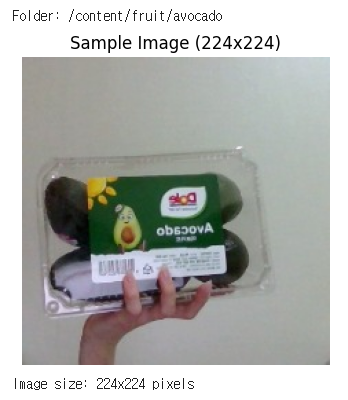 Folder: /content/fruit/avocado
Sample Image (224x224)
Dole
Avocado
Image size: 224x224 pixels